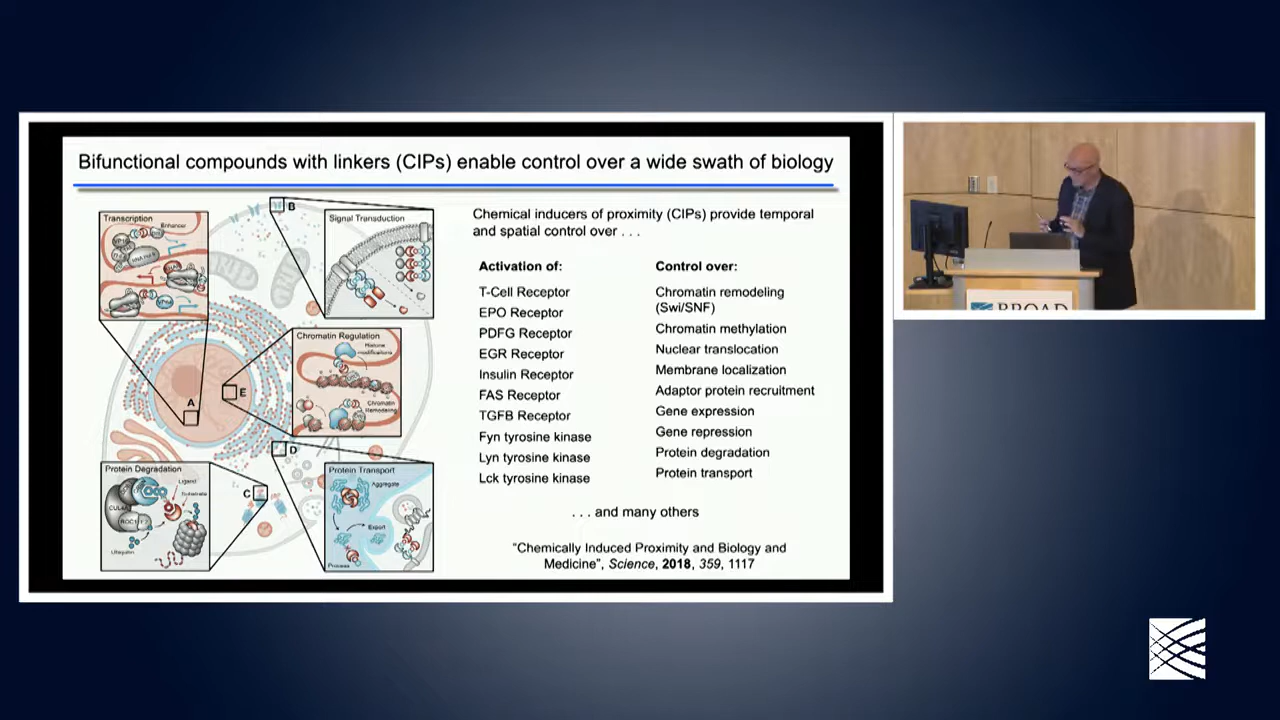 Bifunctional compounds with linkers (CIPs) enable control over a wide swath of biology
Transcription
Enhancer
B
Signal Transduction
A
E
Chromatin Regulation
Histone
modifications
Chromatin
Remodeling
D
C
Protein Degradation
Ligand
Substrate
Ubiquitin
Protein Transport
Aggregate
Export
Process
Chemical inducers of proximity (CIPs) provide temporal
and spatial control over . . .
Activation of:
T-Cell Receptor
EPO Receptor
PDFG Receptor
EGR Receptor
Insulin Receptor
FAS Receptor
TGFB Receptor
Fyn tyrosine kinase
Lyn tyrosine kinase
Lck tyrosine kinase
Control over:
Chromatin remodeling
(Swi/SNF)
Chromatin methylation
Nuclear translocation
Membrane localization
Adaptor protein recruitment
Gene expression
Gene repression
Protein degradation
Protein transport
. . . and many others
"Chemically Induced Proximity and Biology and
Medicine", Science, 2018, 359, 1117
BROAD